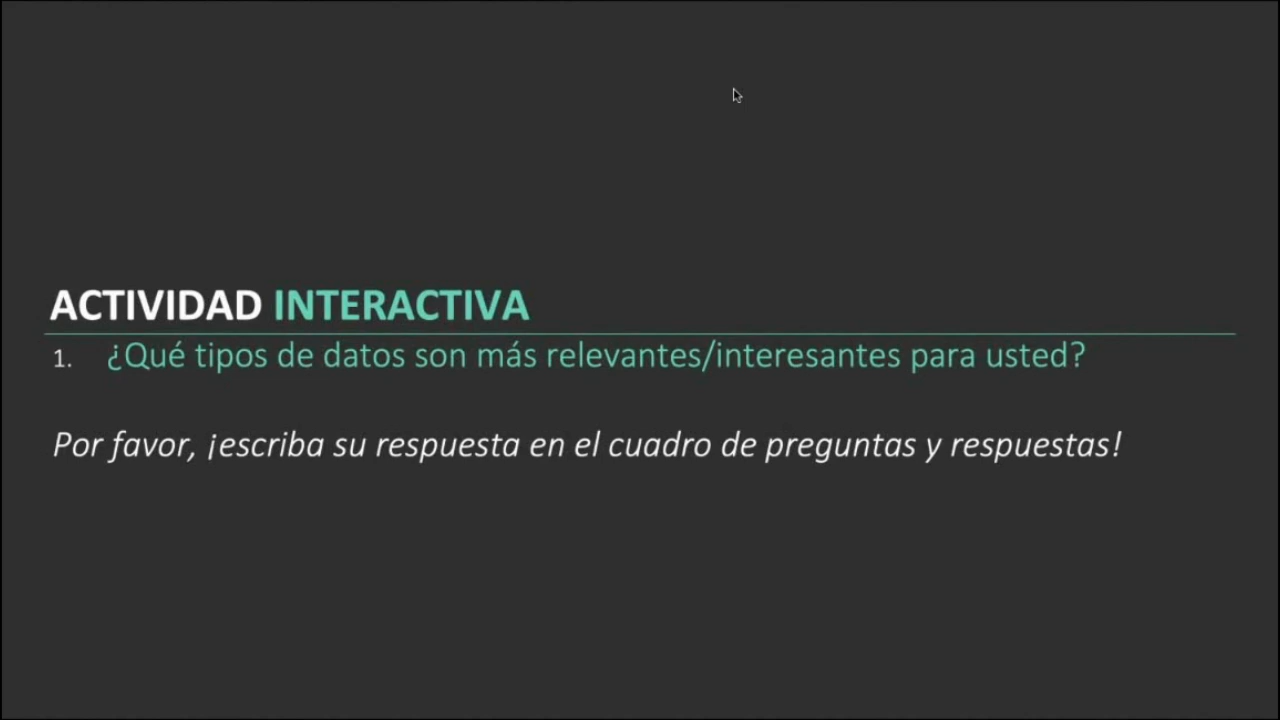 ACTIVIDAD INTERACTIVA
1. ¿Qué tipos de datos son más relevantes/interesantes para usted?
Por favor, ¡escriba su respuesta en el cuadro de preguntas y respuestas!